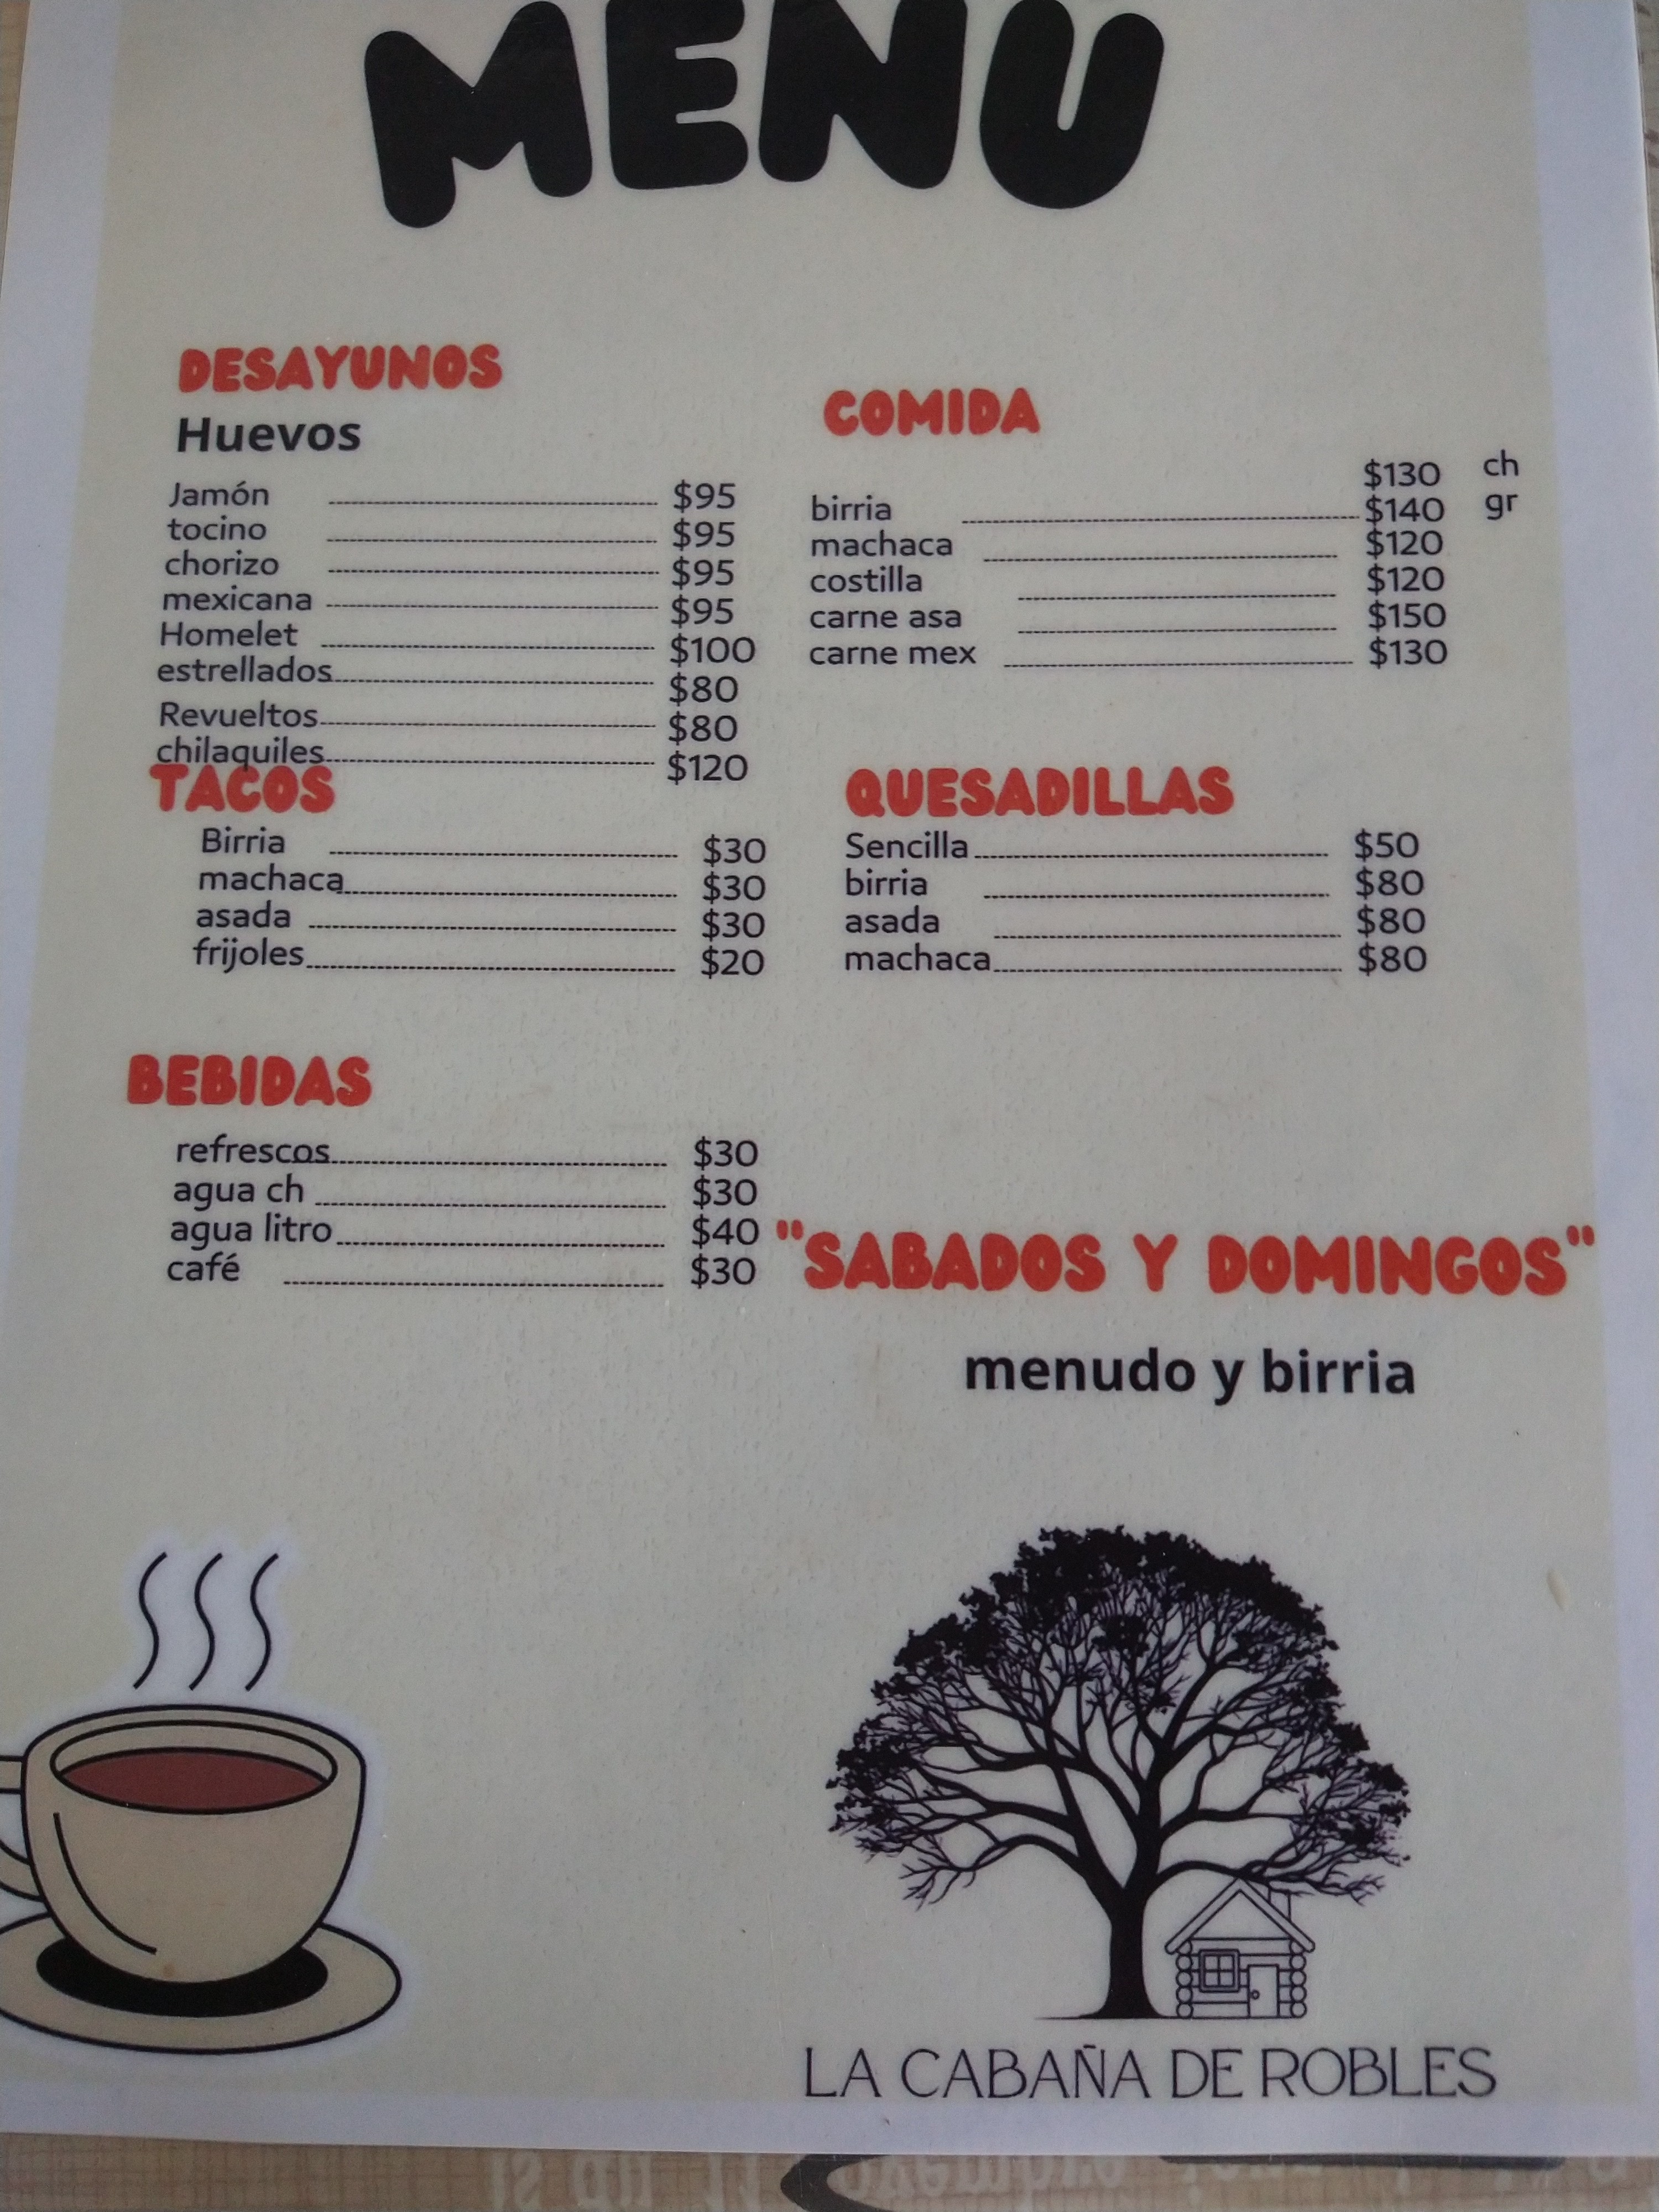 MENU
DESAYUNOS
Huevos
Jamón $95
tocino $95
chorizo $95
mexicana $95
Homelet $100
estrellados $80
Revueltos $80
chilaquiles $120
COMIDA
$130 ch
birria $140 gr
machaca $120
costilla $120
carne asa $150
carne mex $130
TACOS
Birria $30
machaca $30
asada $30
frijoles $20
QUESADILLAS
Sencilla $50
birria $80
asada $80
machaca $80
BEBIDAS
refrescos $30
agua ch $30
agua litro $40
café $30
"SABADOS Y DOMINGOS"
menudo y birria
LA CABAÑA DE ROBLES